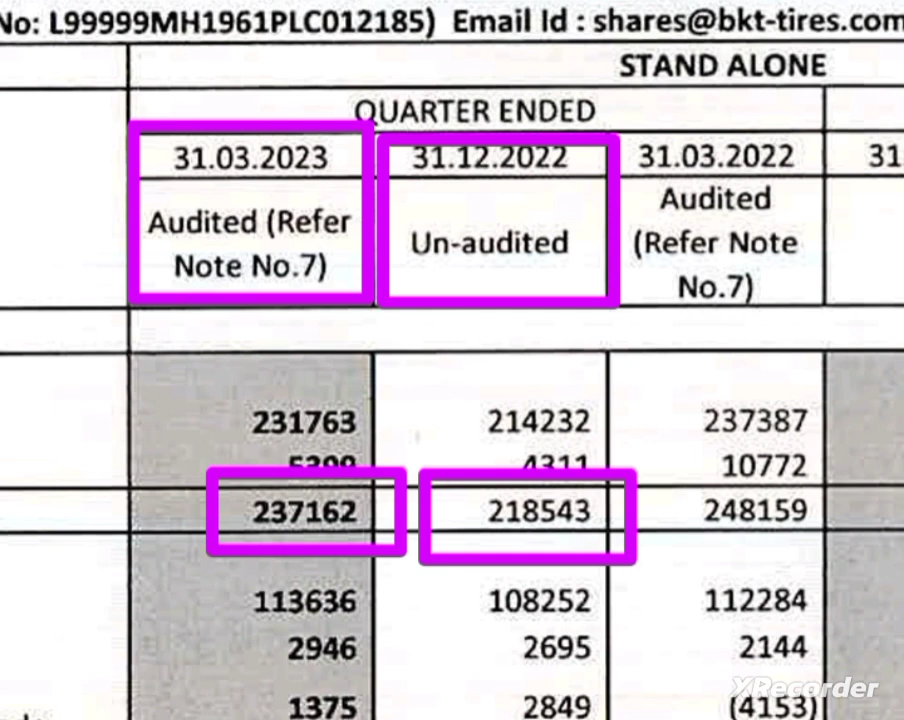 No: L99999MH1961PLC012185) Email Id : shares@bkt-tires.com
STAND ALONE
QUARTER ENDED
31.03.2023 31.12.2022 31.03.2022 31
Audited (Refer Note No.7) Un-audited Audited (Refer Note No.7)
231763 214232 237387
5399 4311 10772
237162 218543 248159
113636 108252 112284
2946 2695 2144
1375 2849 (4153)
XRecorder